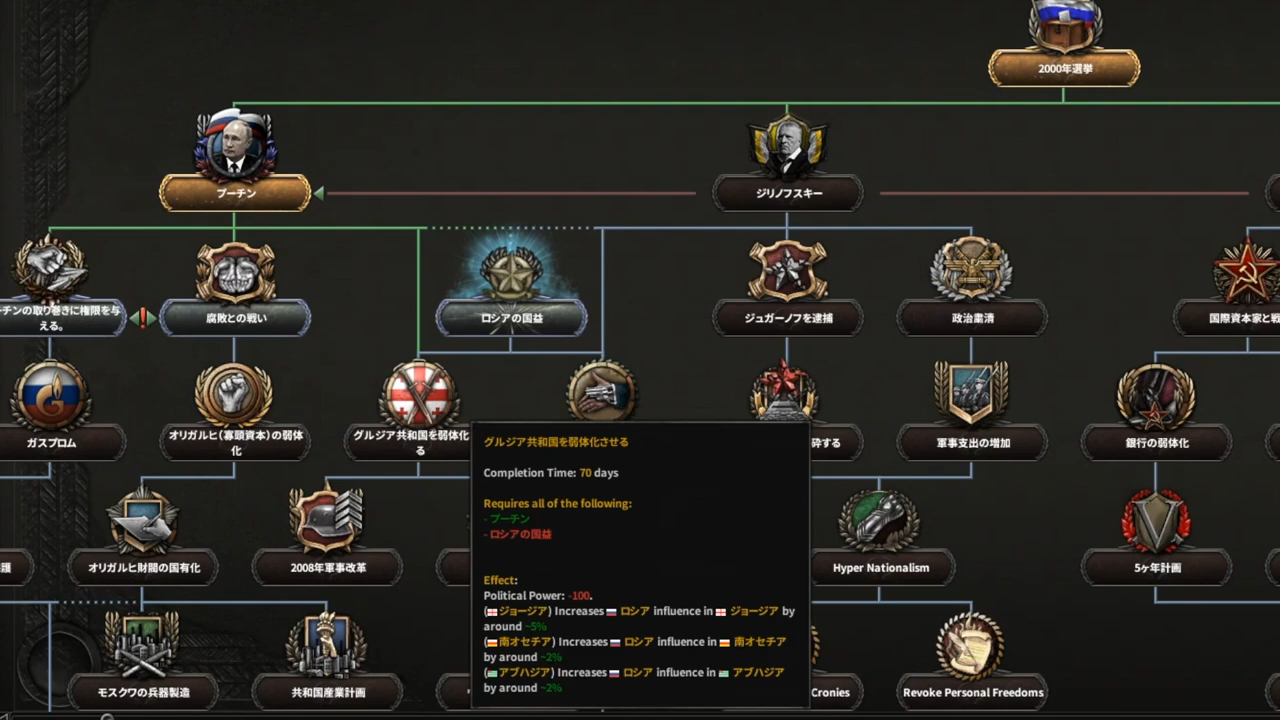 2000年選挙
プーチン
ジリノフスキー
ーチンの取り巻きに権限を与
える。
腐敗との戦い
ロシアの国益
ジュガーノフを逮捕
政治粛清
国際資本家と戦
ガスプロム
オリガルヒ(寡頭資本)の弱体
化
グルジア共和国を弱体化
る
砕する
軍事支出の増加
銀行の弱体化
グルジア共和国を弱体化させる
Completion Time: 70 days
Requires all of the following:
- プーチン
- ロシアの国益
Effect:
Political Power: -100.
(ジョージア) Increases ロシア influence in ジョージア by
around ~5%
(南オセチア) Increases ロシア influence in 南オセチア
by around ~2%
(アブハジア) Increases ロシア influence in アブハジア
by around ~2%
護
オリガルヒ財閥の国有化
2008年軍事改革
Hyper Nationalism
5ヶ年計画
モスクワの兵器製造
共和国産業計画
Cronies
Revoke Personal Freedoms